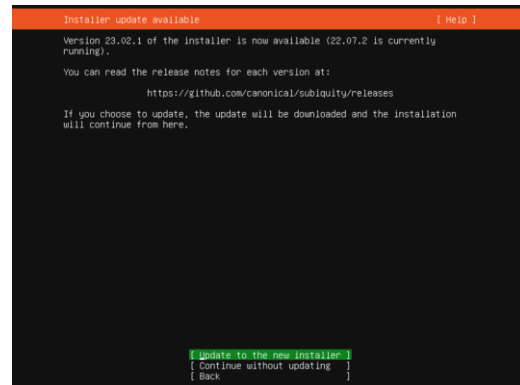 Installer update available [ Help ]
Version 23.02.1 of the installer is now available (22.07.2 is currently
running).
You can read the release notes for each version at:
https://github.com/canonical/subiquity/releases
If you choose to update, the update will be downloaded and the installation
will continue from here.
[ Update to the new installer ]
[ Continue without updating ]
[ Back ]